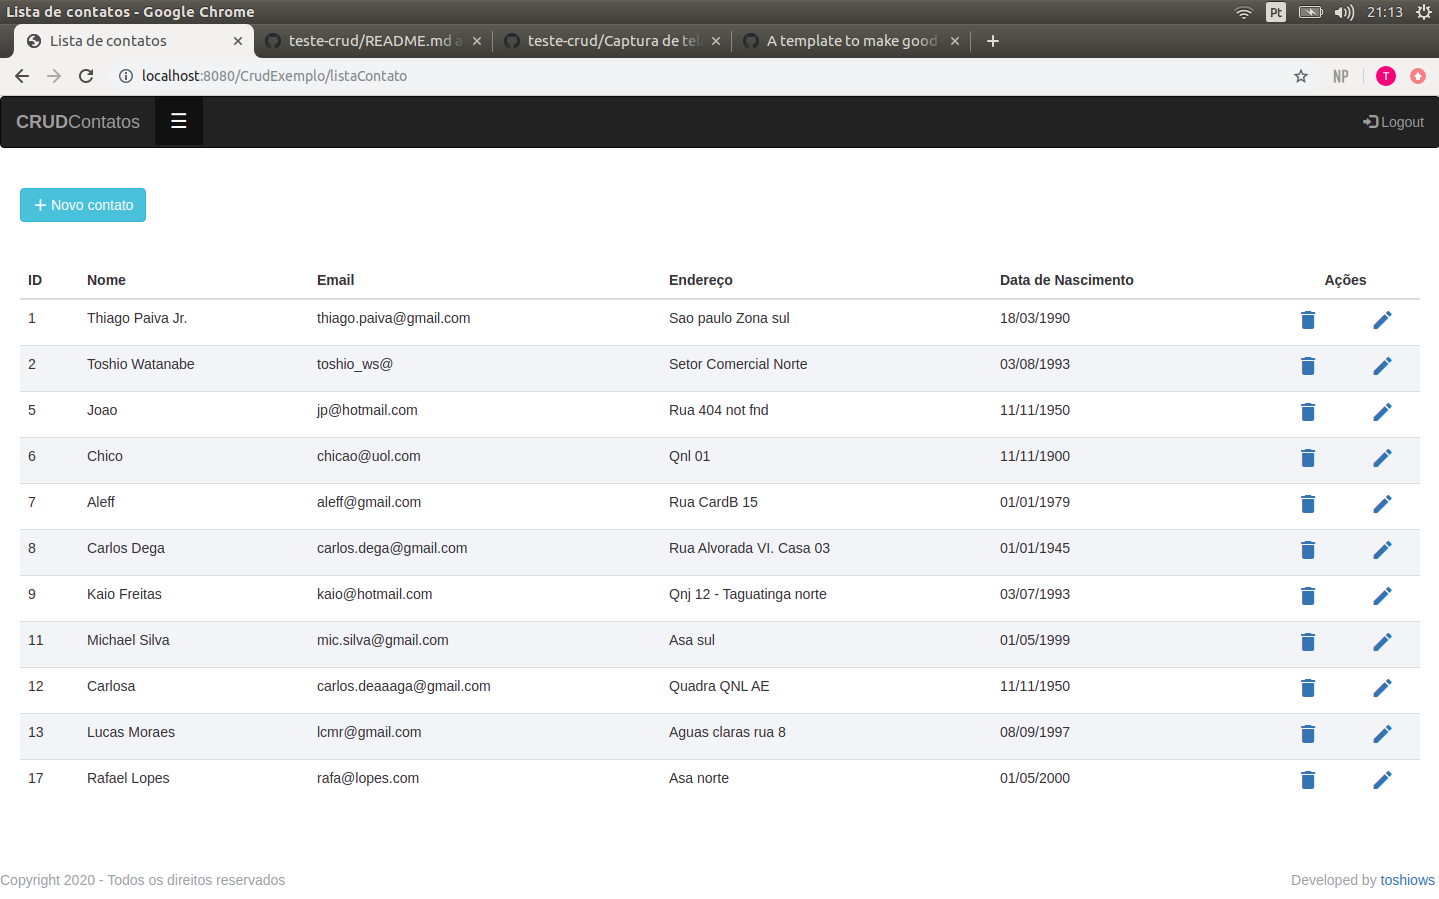 Lista de contatos - Google Chrome
Pt 21:13
Lista de contatos
teste-crud/README.md a
teste-crud/Captura de tel
A template to make good
localhost:8080/CrudExemplo/listaContato
NP T
CRUDContatos Logout
Novo contato
ID Nome Email Endereço Data de Nascimento Ações
1 Thiago Paiva Jr. thiago.paiva@gmail.com Sao paulo Zona sul 18/03/1990
2 Toshio Watanabe toshio_ws@ Setor Comercial Norte 03/08/1993
5 Joao jp@hotmail.com Rua 404 not fnd 11/11/1950
6 Chico chicao@uol.com Qnl 01 11/11/1900
7 Aleff aleff@gmail.com Rua CardB 15 01/01/1979
8 Carlos Dega carlos.dega@gmail.com Rua Alvorada VI. Casa 03 01/01/1945
9 Kaio Freitas kaio@hotmail.com Qnj 12 - Taguatinga norte 03/07/1993
11 Michael Silva mic.silva@gmail.com Asa sul 01/05/1999
12 Carlosa carlos.deaaaga@gmail.com Quadra QNL AE 11/11/1950
13 Lucas Moraes lcmr@gmail.com Aguas claras rua 8 08/09/1997
17 Rafael Lopes rafa@lopes.com Asa norte 01/05/2000
Copyright 2020 - Todos os direitos reservados Developed by toshiows